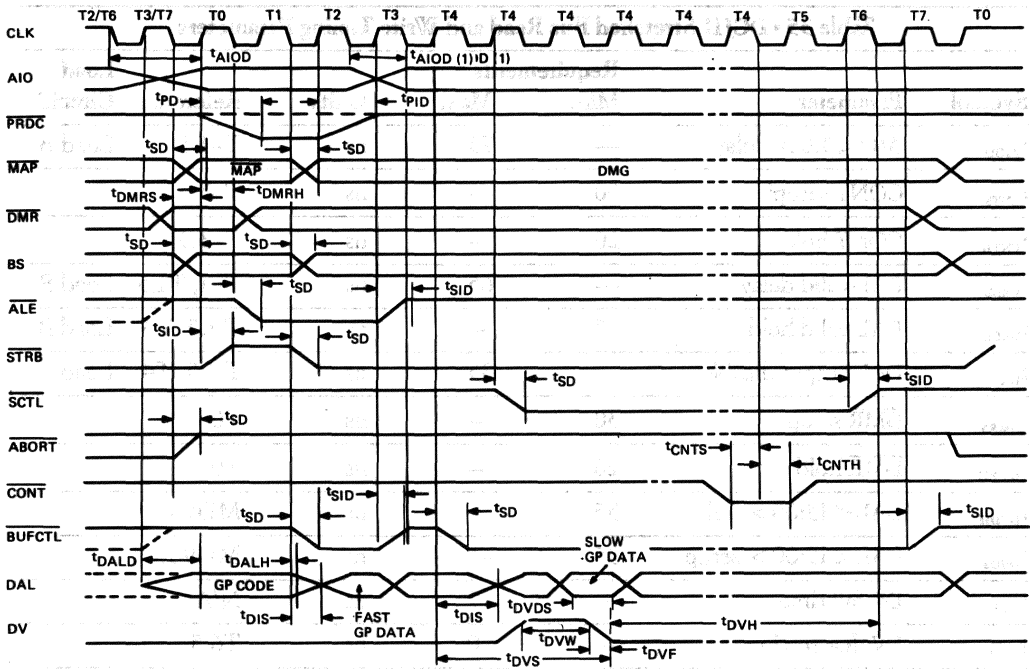 T2/T6 T3/T7 T0 T1 T2 T3 T4 T4 T4 T4 T4 T4 T5 T6 T7. T0
CLK
tAIOD tAIOD (1)ID (1)
AIO
tPD tPID
PRDC
tSD tSD
MAP MAP DMG
tDMRS tDMRH
DMR
tSD tSD
BS
tSD tSID
ALE
tSID tSD
STRB
tSD tSID
SCTL
tSD
ABORT
tCNTS tCNTH
CONT
tSID
tSD tSD tSID
BUFCTL
SLOW
GP DATA
tDALD tDALH
DAL GP CODE
FAST
GP DATA
tDIS tDIS tDVDS
tDVW tDVH
DV
tDVS tDVF